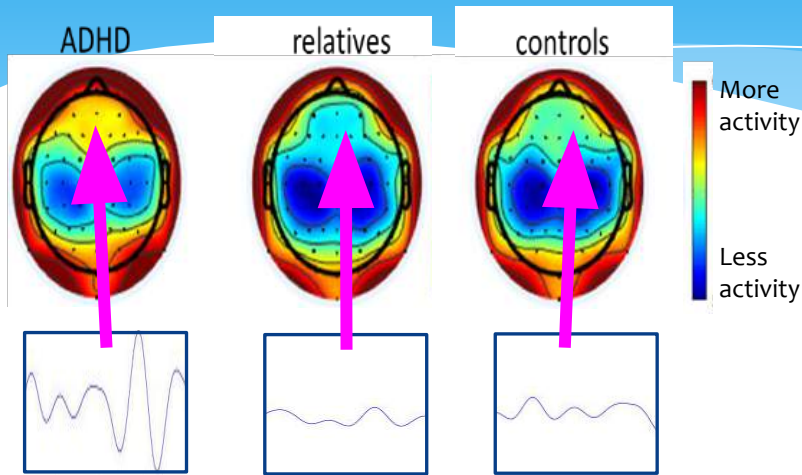 ADHD
relatives
controls
More
activity
Less
activity